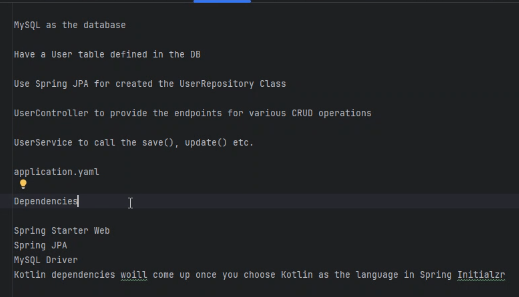 MySQL as the database
Have a User table defined in the DB
Use Spring JPA for created the UserRepository Class
UserController to provide the endpoints for various CRUD operations
UserService to call the save(), update() etc.
application.yaml
Dependencies
Spring Starter Web
Spring JPA
MySQL Driver
Kotlin dependencies woill come up once you choose Kotlin as the language in Spring Initialzr